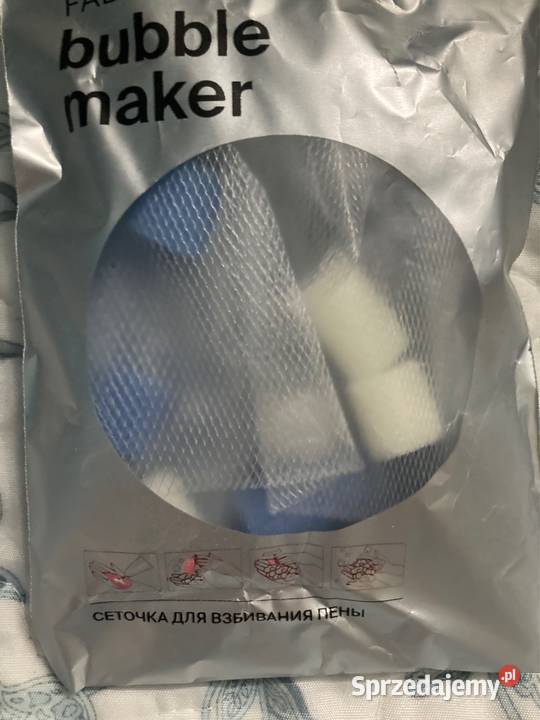 bubble
maker
СЕТОЧКА ДЛЯ ВЗБИВАНИЯ ПЕНЫ
Sprzedajemy.pl